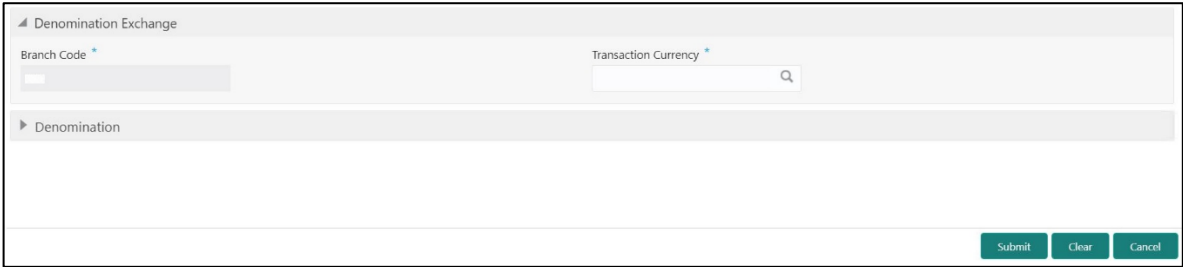 Denomination Exchange
Branch Code * Transaction Currency *
Denomination
Submit Clear Cancel